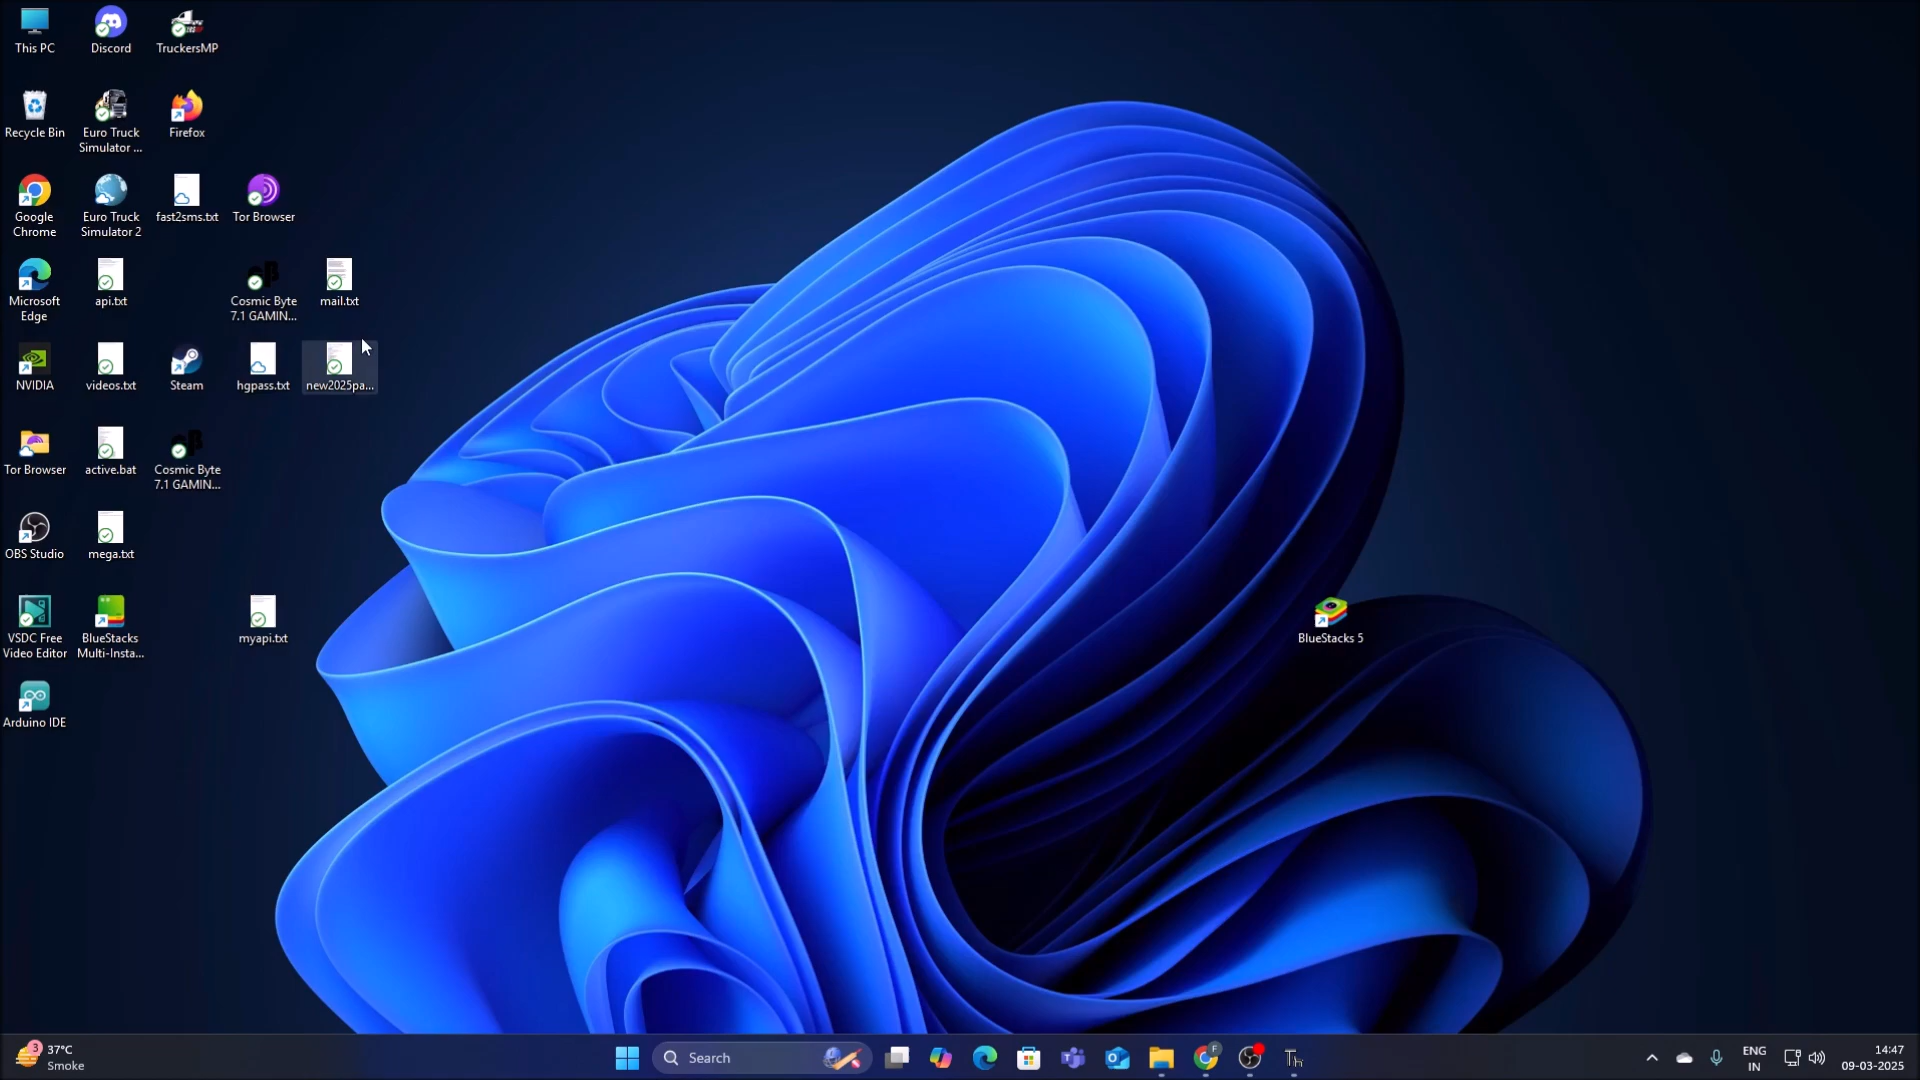 This PC
Discord
TruckersMP
Recycle Bin
Euro Truck
Simulator ...
Firefox
Google
Chrome
Euro Truck
Simulator 2
fast2sms.txt
Tor Browser
Microsoft
Edge
api.txt
Cosmic Byte
7.1 GAMIN...
mail.txt
NVIDIA
videos.txt
Steam
hgpass.txt
new2025pa...
Tor Browser
active.bat
Cosmic Byte
7.1 GAMIN...
OBS Studio
mega.txt
VSDC Free
Video Editor
BlueStacks
Multi-Insta...
myapi.txt
BlueStacks 5
Arduino IDE
3
37°C
Smoke
Search
F
ENG
IN
14:47
09-03-2025